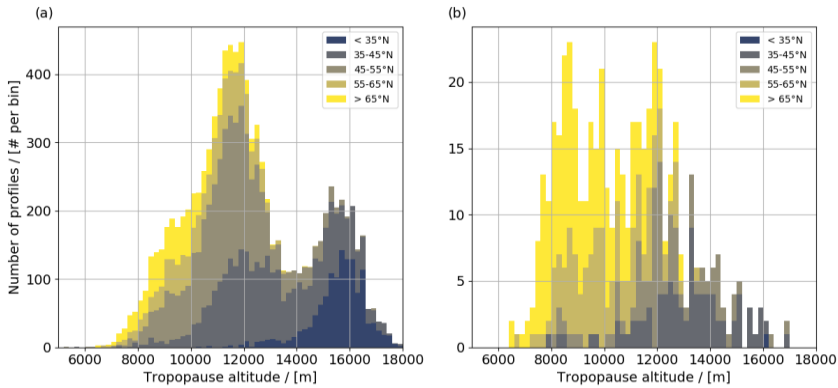 (a)
(b)
< 35°N
35-45°N
45-55°N
55-65°N
> 65°N
< 35°N
35-45°N
45-55°N
55-65°N
> 65°N
Number of profiles / [# per bin]
400
300
200
100
0
20
15
10
5
0
6000 8000 10000 12000 14000 16000 18000
6000 8000 10000 12000 14000 16000 18000
Tropopause altitude / [m]
Tropopause altitude / [m]